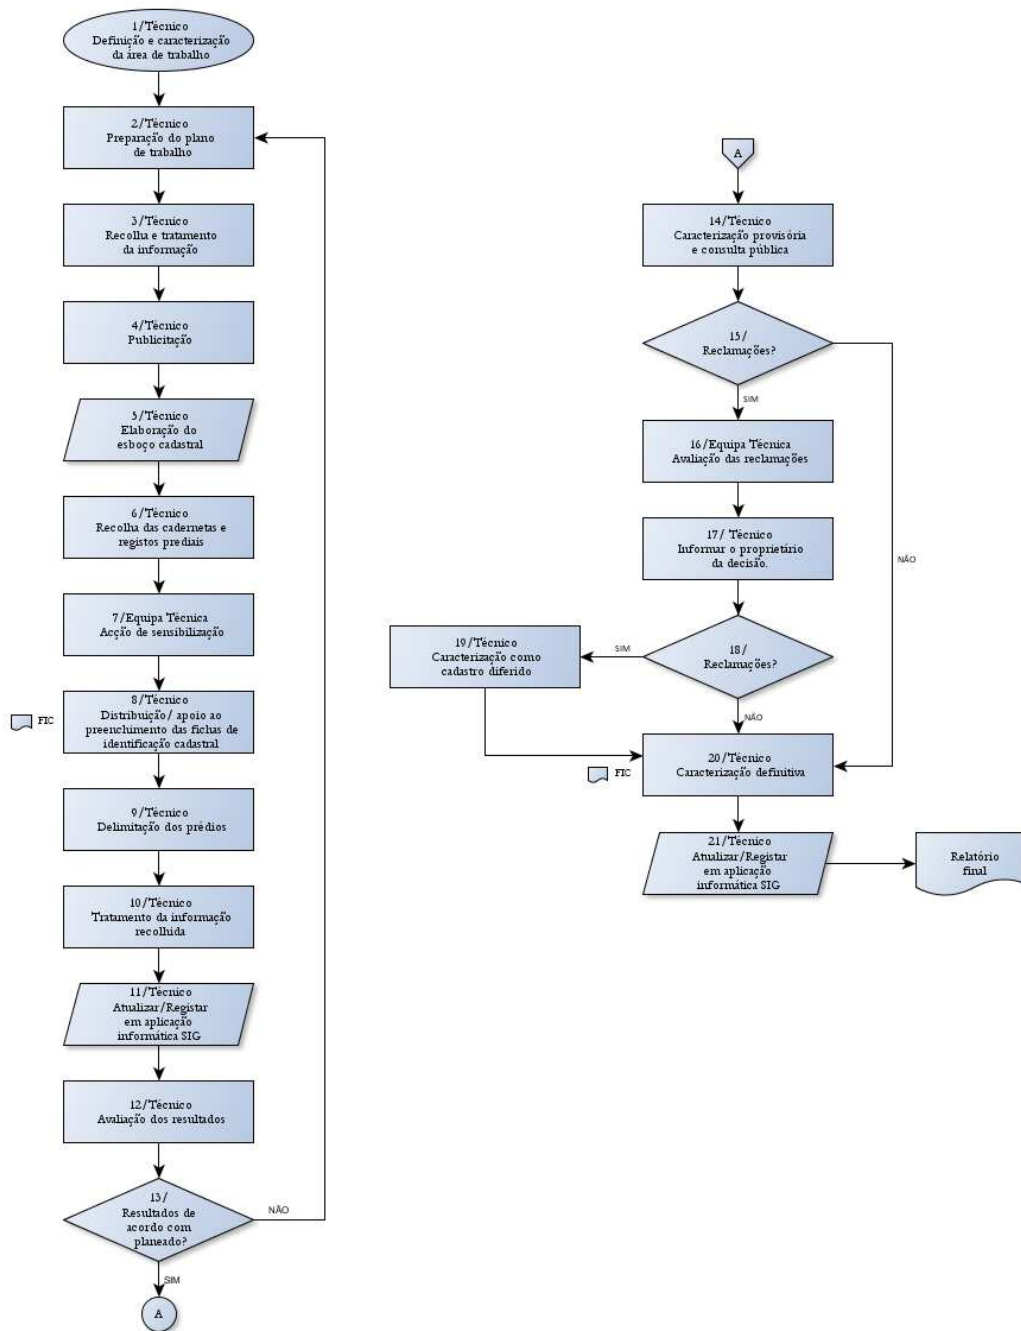 1/Técnico
Definição e caracterização
da área de trabalho
2/Técnico
Preparação do plano
de trabalho
3/Técnico
Recolha e tratamento
da informação
4/Técnico
Publicitação
5/Técnico
Elaboração do
esboço cadastral
6/Técnico
Recolha das cadernetas e
registos prediais
7/Equipa Técnica
Acção de sensibilização
FIC
8/Técnico
Distribuição/ apoio ao
preenchimento das fichas de
identificação cadastral
9/Técnico
Delimitação dos prédios
10/Técnico
Tratamento da informação
recolhida
11/Técnico
Atualizar/Registar
em aplicação
informática SIG
12/Técnico
Avaliação dos resultados
13/
Resultados de
acordo com
planeado?
NÃO
SIM
A
A
14/Técnico
Caracterização provisória
e consulta pública
15/
Reclamações?
SIM
NÃO
16/Equipa Técnica
Avaliação das reclamações
17/ Técnico
Informar o proprietário
da decisão.
18/
Reclamações?
SIM
NÃO
19/Técnico
Caracterização como
cadastro diferido
FIC
20/Técnico
Caracterização definitiva
21/Técnico
Atualizar/Registar
em aplicação
informática SIG
Relatório
final